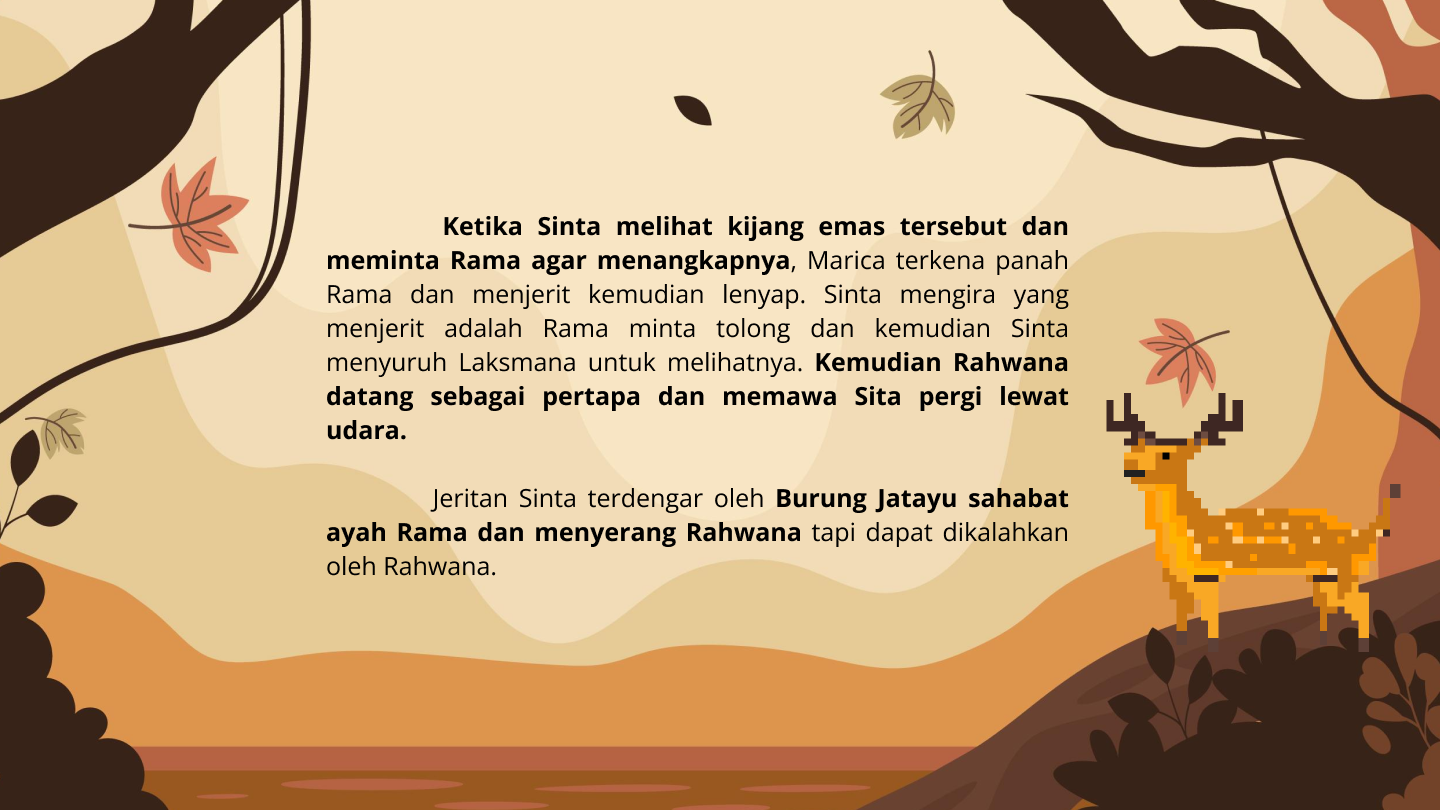 Ketika Sinta melihat kijang emas tersebut dan
meminta Rama agar menangkapnya, Marica terkena panah
Rama dan menjerit kemudian lenyap. Sinta mengira yang
menjerit adalah Rama minta tolong dan kemudian Sinta
menyuruh Laksmana untuk melihatnya. Kemudian Rahwana
datang sebagai pertapa dan memawa Sita pergi lewat
udara.
Jeritan Sinta terdengar oleh Burung Jatayu sahabat
ayah Rama dan menyerang Rahwana tapi dapat dikalahkan
oleh Rahwana.